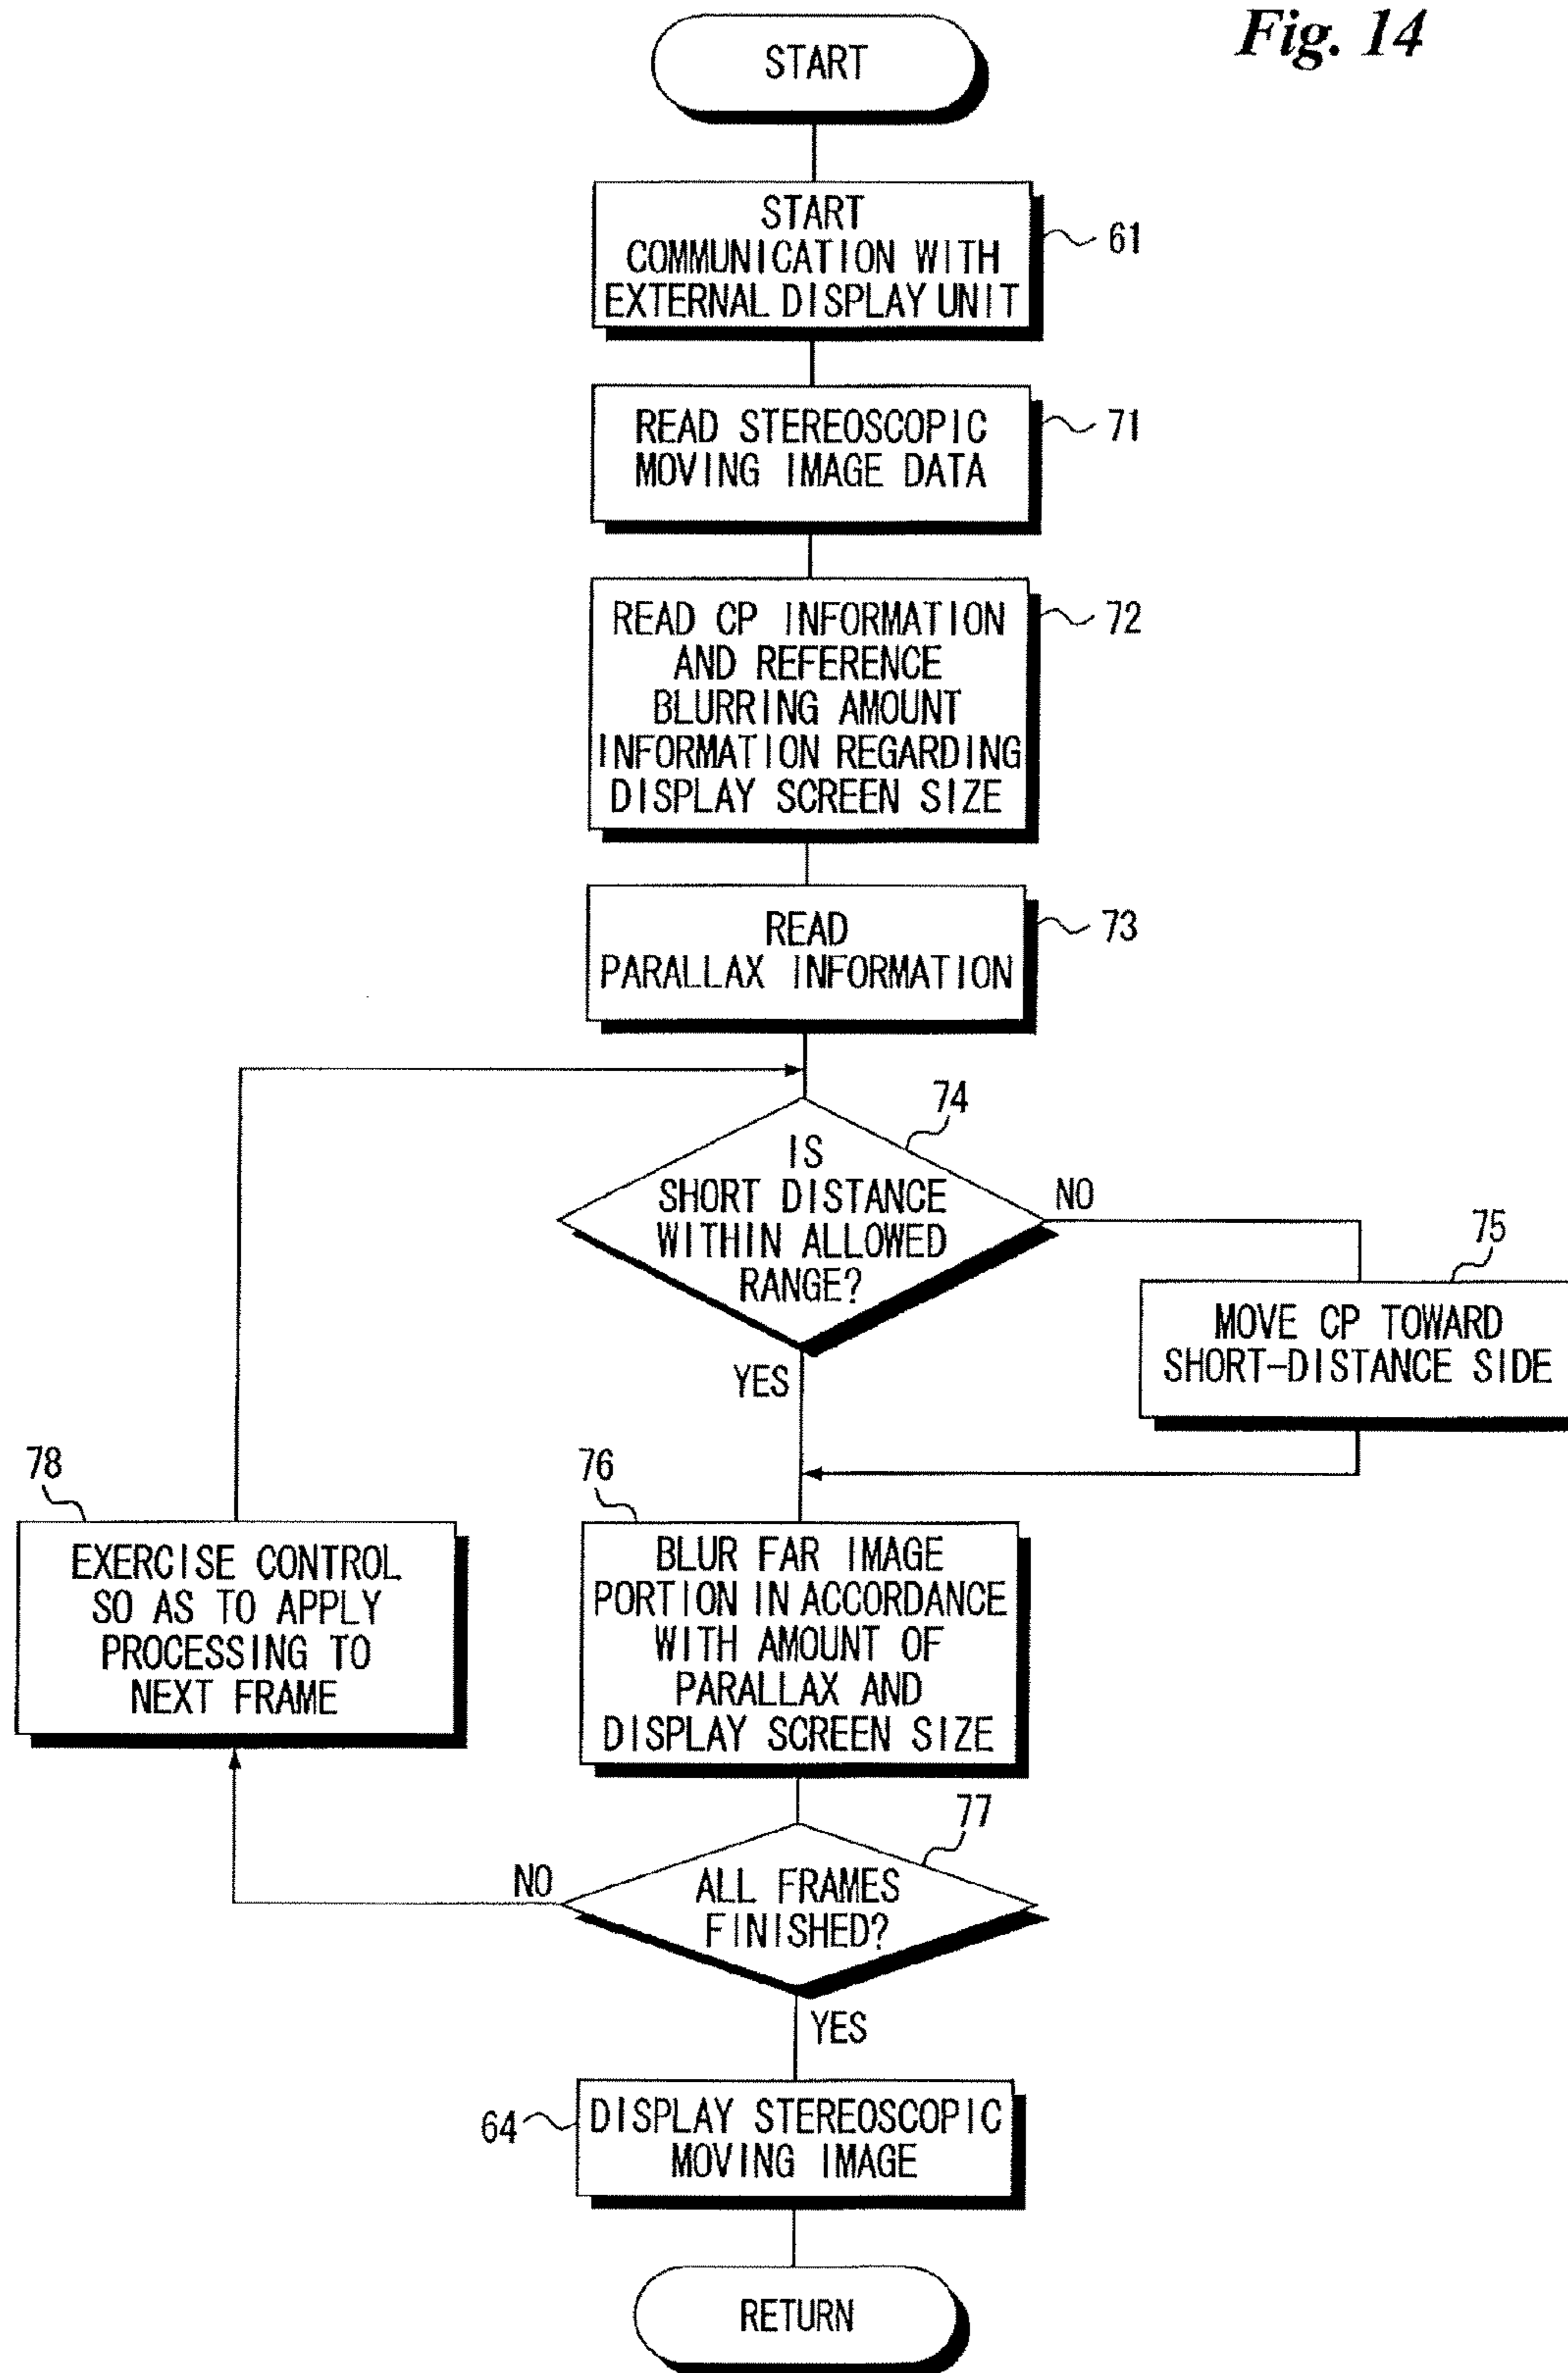 Fig. 14
START
START
COMMUNICATION WITH
EXTERNAL DISPLAY UNIT
61
READ STEREOSCOPIC
MOVING IMAGE DATA
71
READ CP INFORMATION
AND REFERENCE
BLURRING AMOUNT
INFORMATION REGARDING
DISPLAY SCREEN SIZE
72
READ
PARALLAX INFORMATION
73
74
IS
SHORT DISTANCE
WITHIN ALLOWED
RANGE?
NO
YES
75
MOVE CP TOWARD
SHORT-DISTANCE SIDE
76
BLUR FAR IMAGE
PORTION IN ACCORDANCE
WITH AMOUNT OF
PARALLAX AND
DISPLAY SCREEN SIZE
78
EXERCISE CONTROL
SO AS TO APPLY
PROCESSING TO
NEXT FRAME
77
ALL FRAMES
FINISHED?
NO
YES
64
DISPLAY STEREOSCOPIC
MOVING IMAGE
RETURN